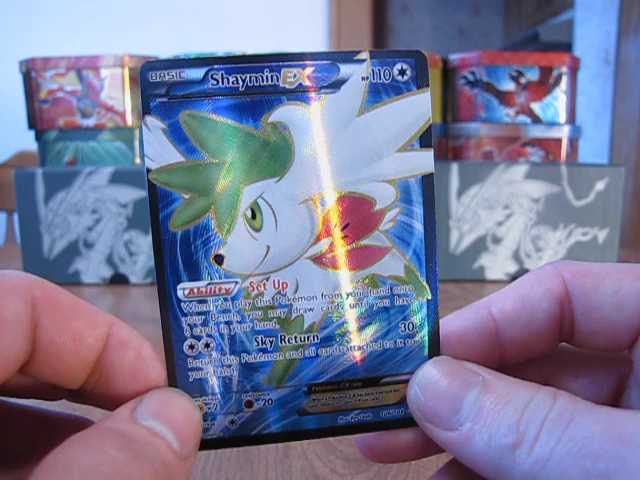 BASIC Shaymin EX HP110
Ability Set Up
When you play this Pokémon from your hand onto
your Bench, you may draw cards until you have
6 cards in your hand.
Sky Return 30
Return this Pokémon and all cards attached to it to
your hand.
×2 -20
Pokémon-EX rule